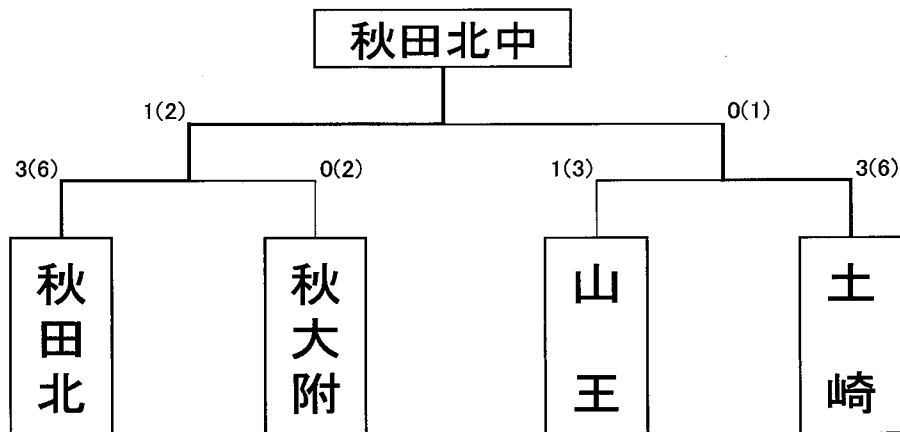 秋田北中
1(2)
0(1)
3(6)
0(2)
1(3)
3(6)
秋田北
秋大附
山王
土崎